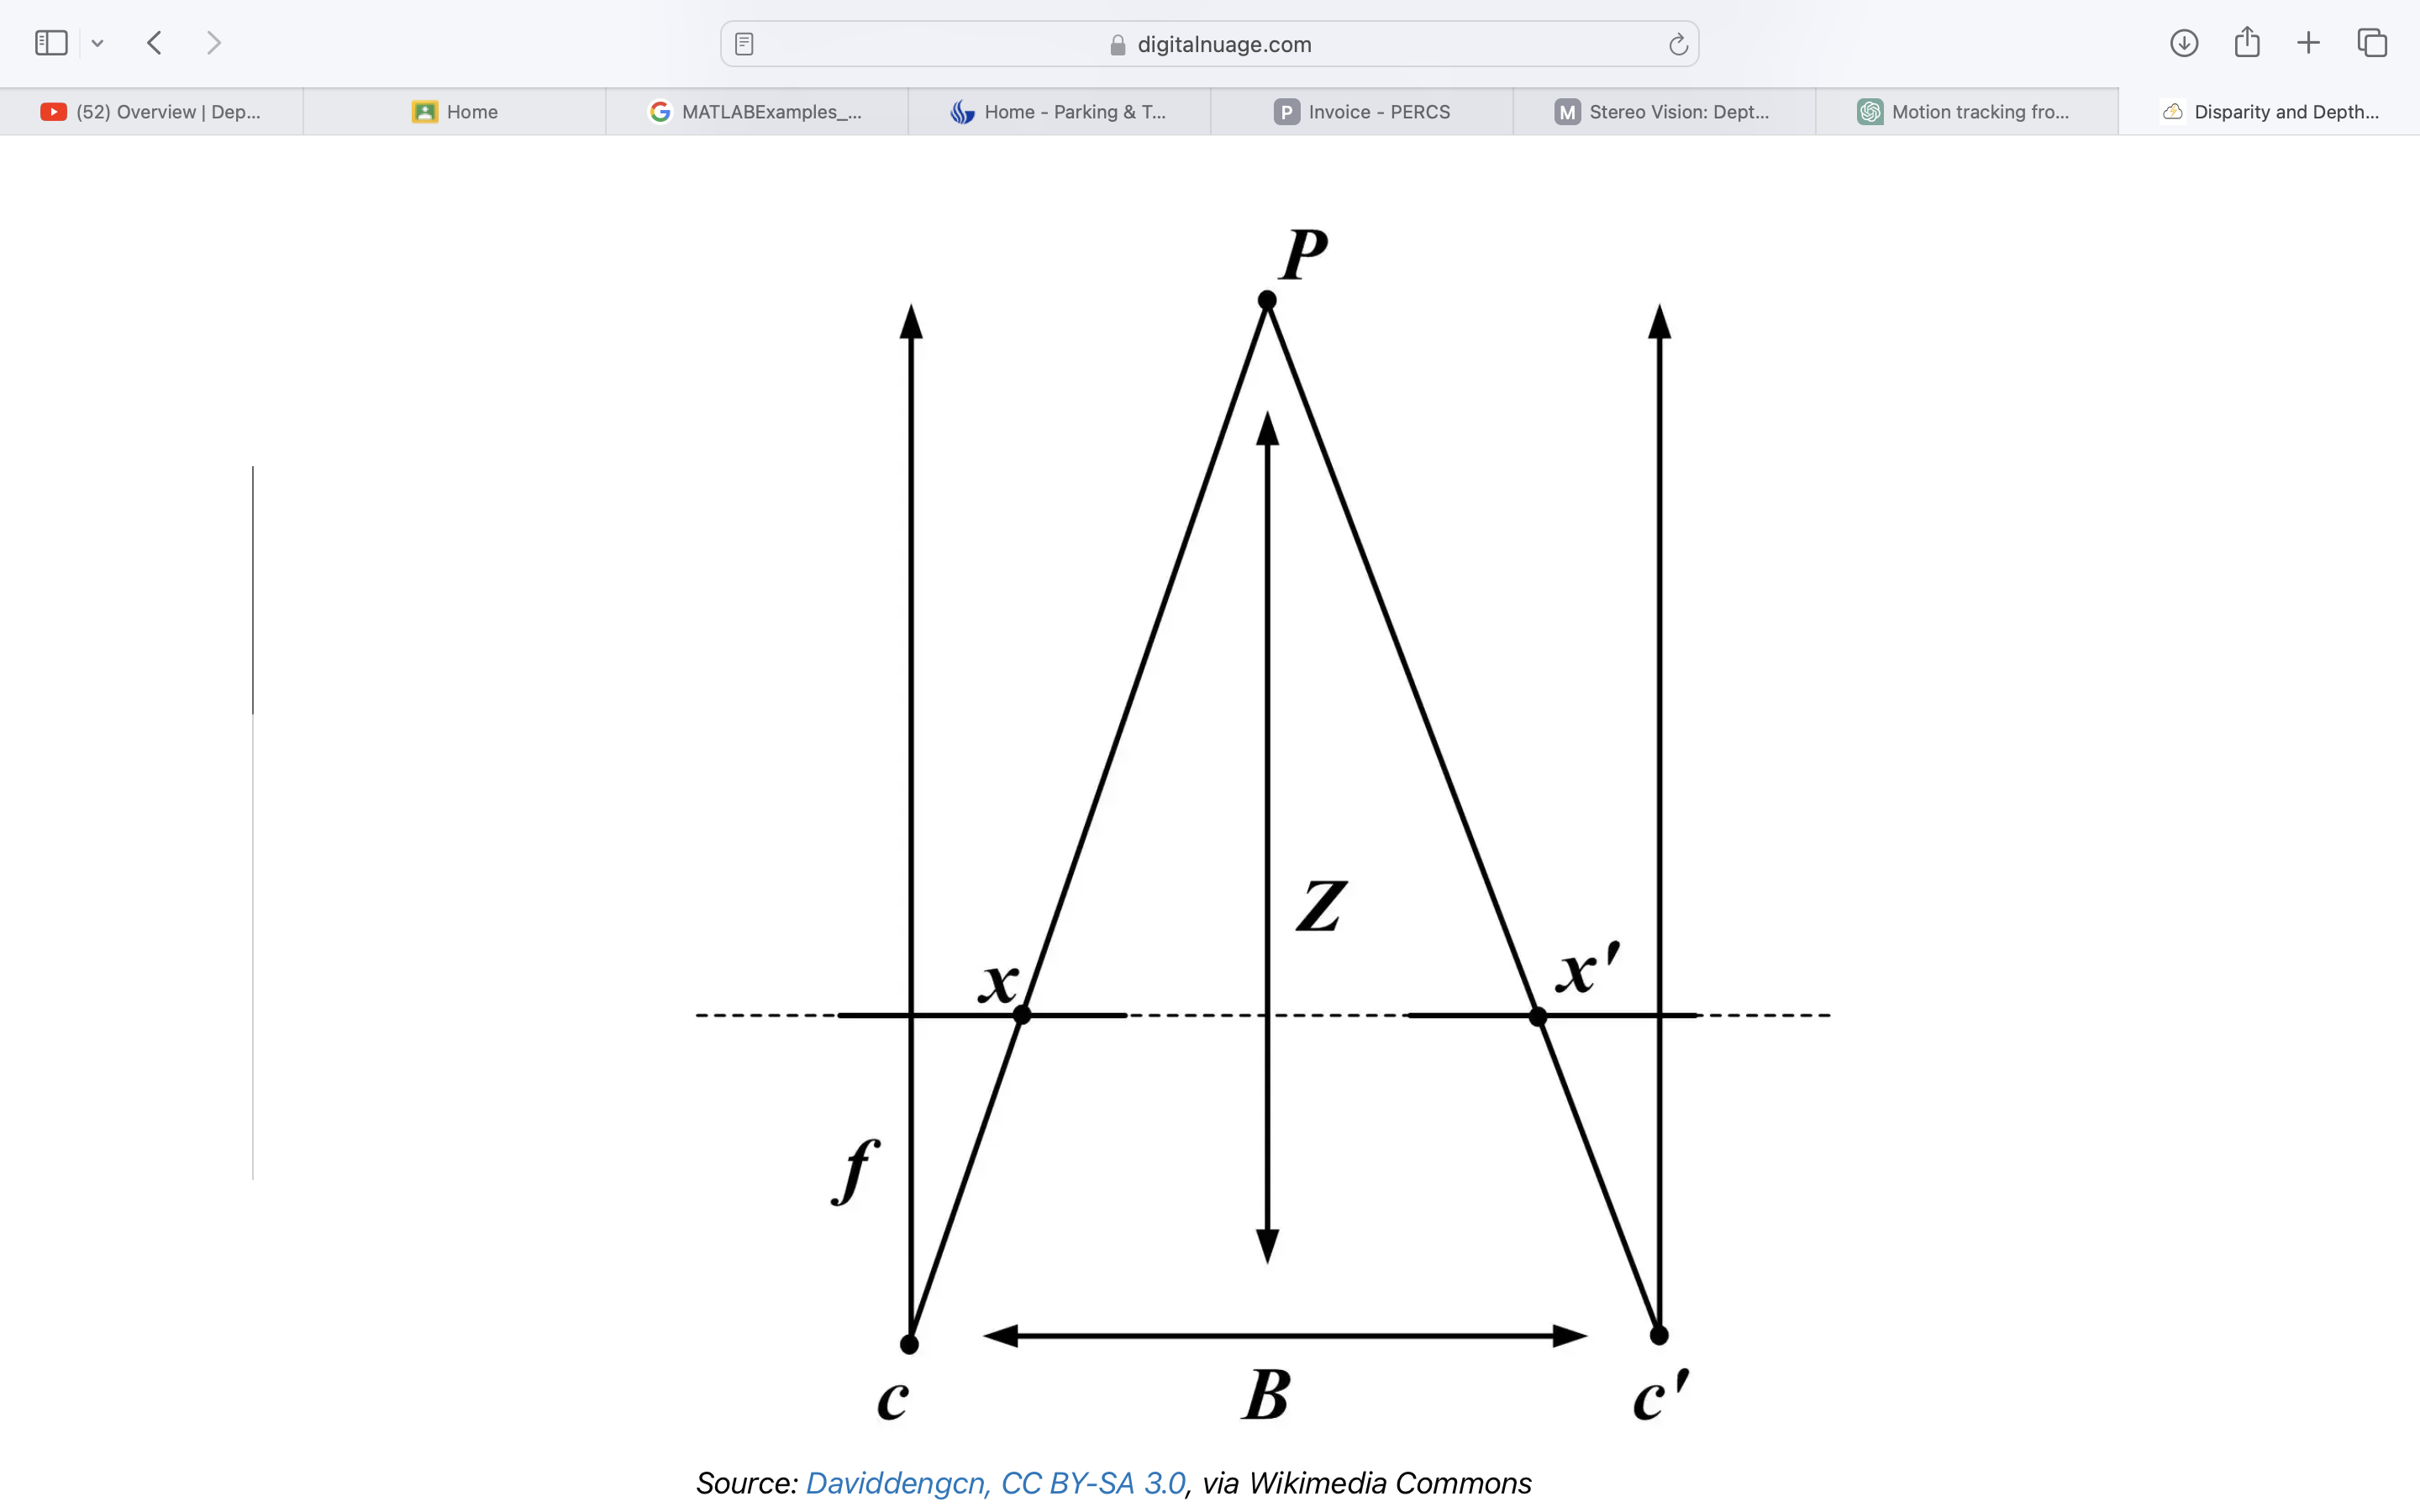 digitalnuage.com
(52) Overview | Dep...
Home
MATLABExamples_...
Home - Parking & T...
P Invoice - PERCS
M Stereo Vision: Dept...
Motion tracking fro...
Disparity and Depth...
P
Z
x
x′
f
c
B
c′
Source: Daviddengcn, CC BY-SA 3.0, via Wikimedia Commons